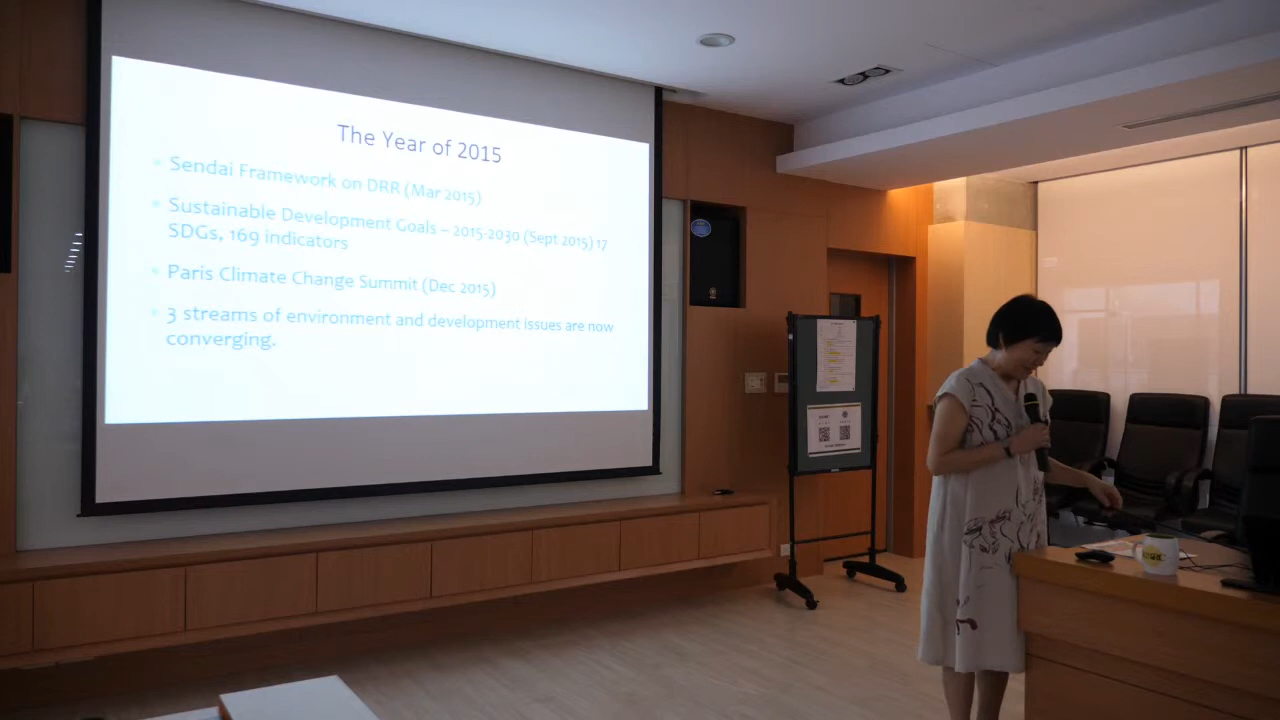 The Year of 2015
Sendai Framework on DRR (Mar 2015)
Sustainable Development Goals – 2015-2030 (Sept 2015) 17
SDGs, 169 indicators
Paris Climate Change Summit (Dec 2015)
3 streams of environment and development issues are now
converging.